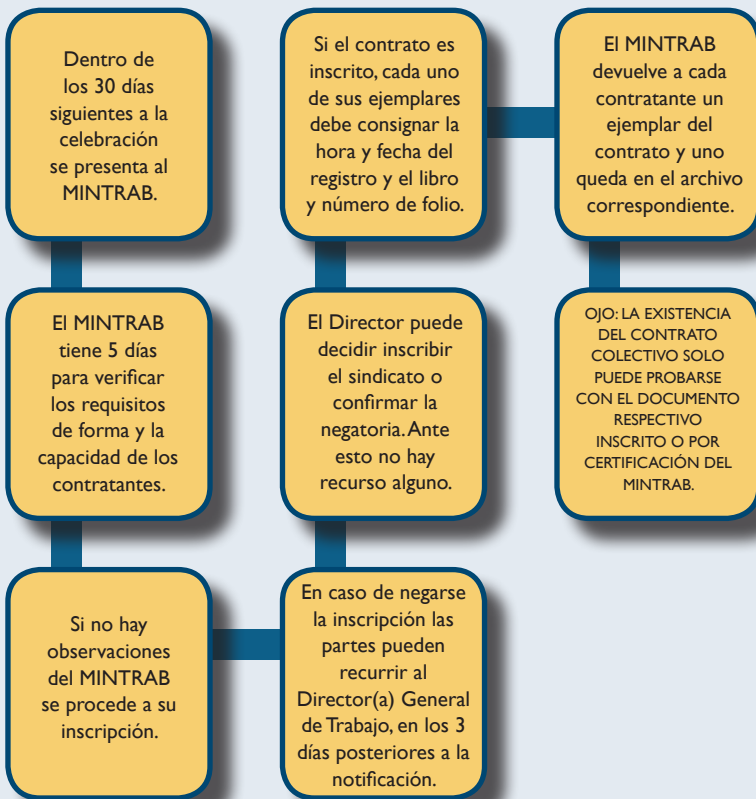 Dentro de
los 30 días
siguientes a la
celebración
se presenta al
MINTRAB.
El MINTRAB
tiene 5 días
para verificar
los requisitos
de forma y la
capacidad de los
contratantes.
Si no hay
observaciones
del MINTRAB
se procede a su
inscripción.
En caso de negarse
la inscripción las
partes pueden
recurrir al
Director(a) General
de Trabajo, en los 3
días posteriores a la
notificación.
El Director puede
decidir inscribir
el sindicato o
confirmar la
negatoria. Ante
esto no hay
recurso alguno.
Si el contrato es
inscrito, cada uno
de sus ejemplares
debe consignar la
hora y fecha del
registro y el libro
y número de folio.
El MINTRAB
devuelve a cada
contratante un
ejemplar del
contrato y uno
queda en el archivo
correspondiente.
OJO: LA EXISTENCIA
DEL CONTRATO
COLECTIVO SOLO
PUEDE PROBARSE
CON EL DOCUMENTO
RESPECTIVO
INSCRITO O POR
CERTIFICACIÓN DEL
MINTRAB.